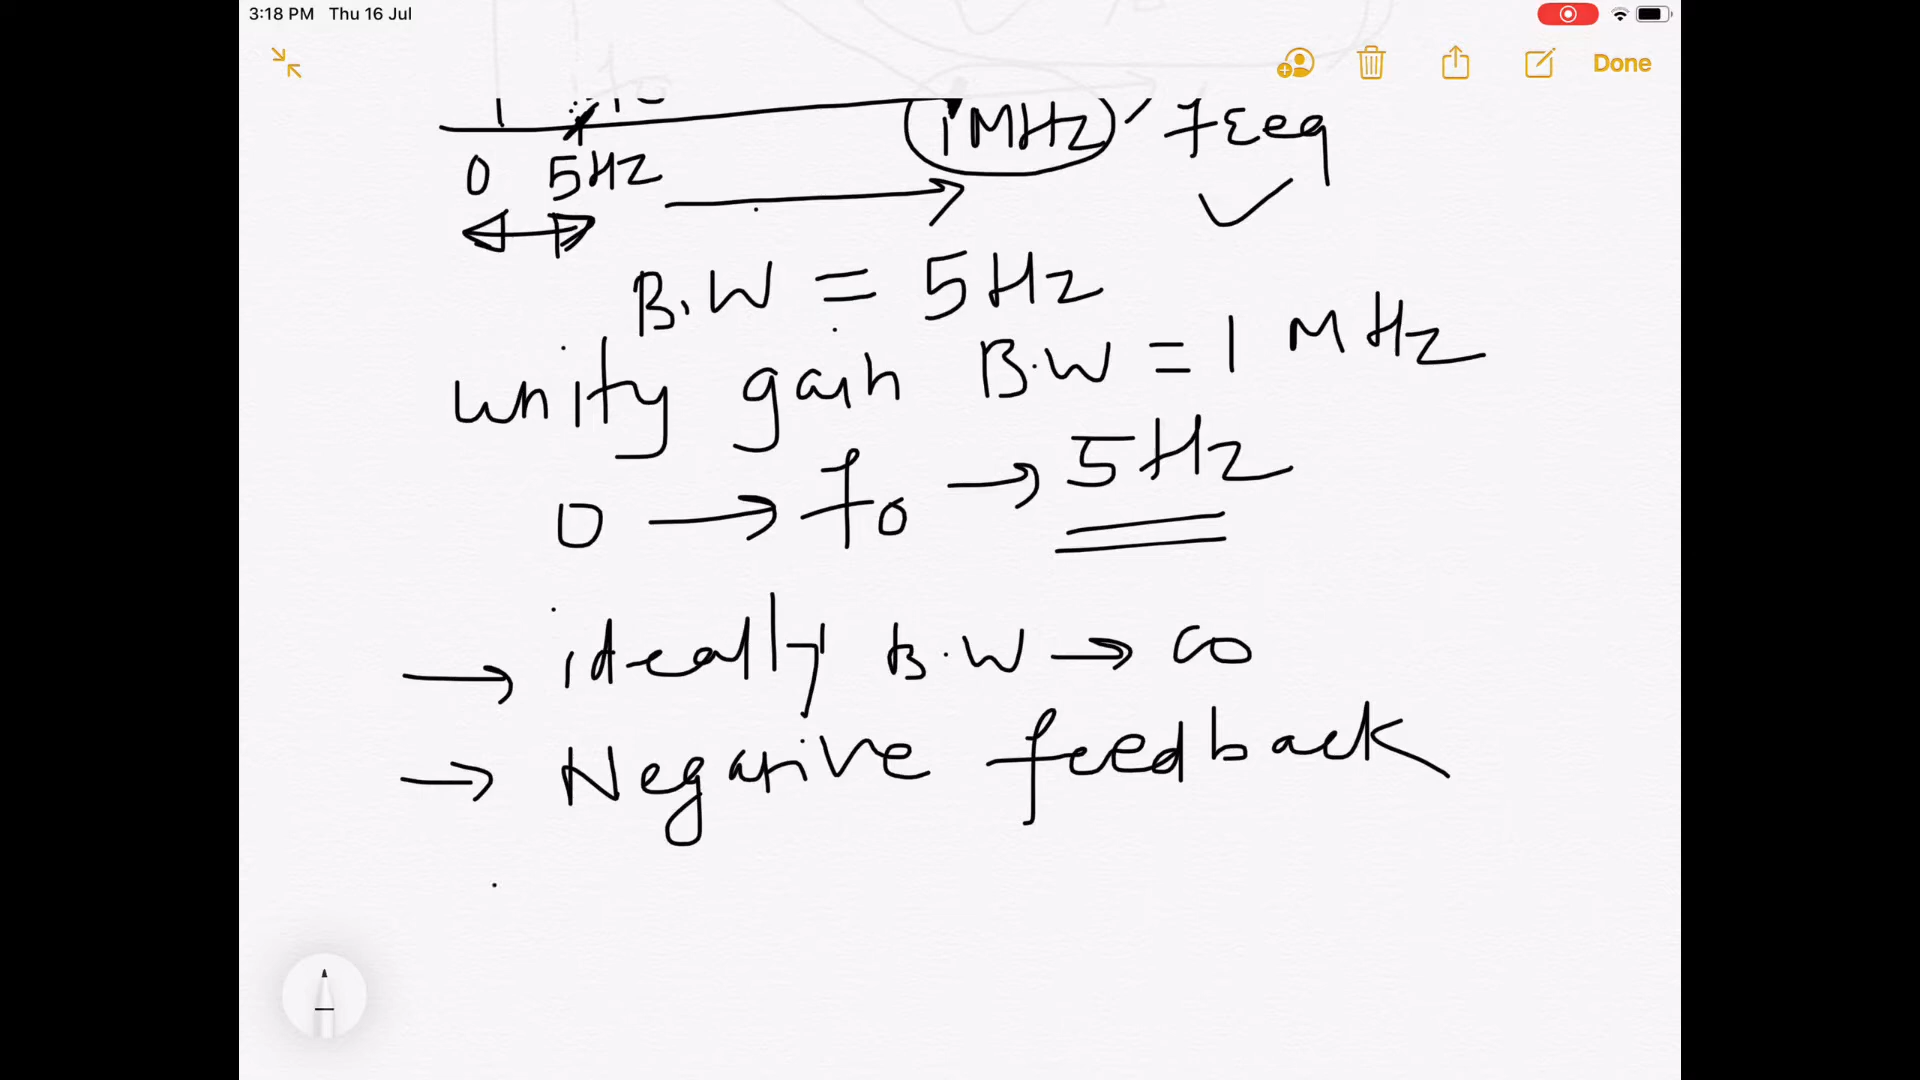 3:18 PM Thu 16 Jul
Done
1MHz freq
0 5Hz
B.W = 5Hz
unity gain B.W = 1 MHz
0 → fo → 5Hz
→ ideally B.W → ∞
→ Negative feedback